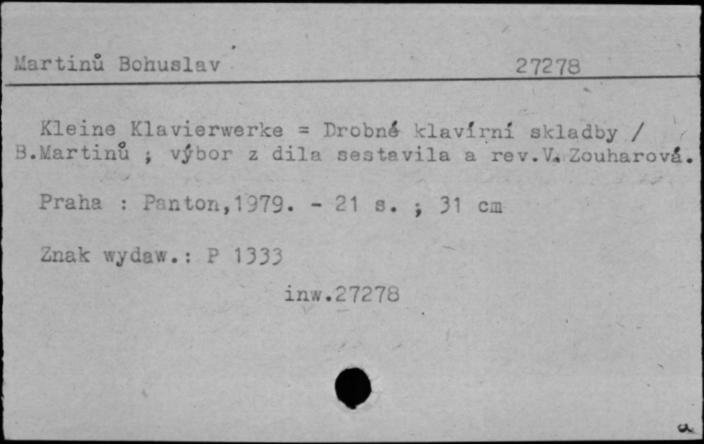 Martinů Bohuslav 27278
Kleine Klavierwerke = Drobné klavírní skladby /
B.Martinů ; výbor z dila sestavila a rev.V. Zouharová.
Praha : Panton,1979. - 21 s. ; 31 cm
Znak wydaw.: P 1333
inw.27278
a